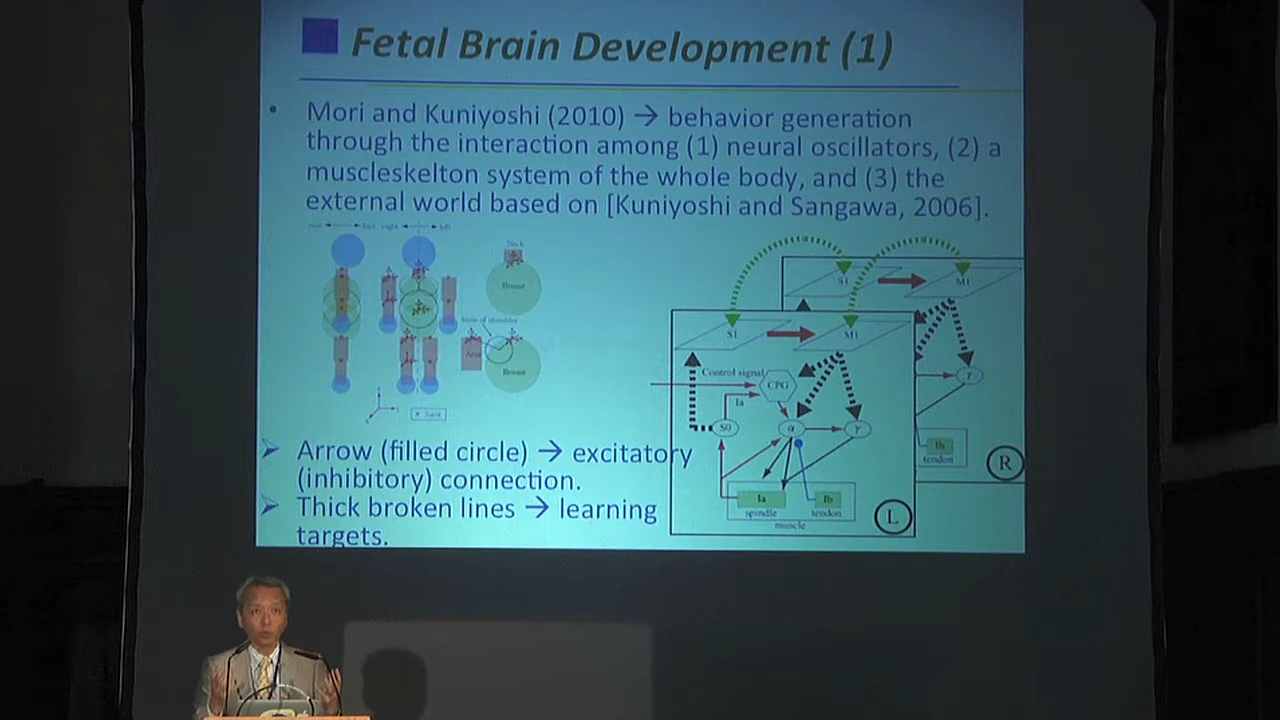 Fetal Brain Development (1)
• Mori and Kuniyoshi (2010) → behavior generation
through the interaction among (1) neural oscillators, (2) a
muscleskelton system of the whole body, and (3) the
external world based on [Kuniyoshi and Sangawa, 2006].
right
left
Neck
Breast
Breast
S1
M1
S1
M1
Control signal
CPG
Ia
S0
α
γ
γ
Ia
spindle
Ib
tendon
muscle
L
Ib
tendon
R
➢ Arrow (filled circle) → excitatory
(inhibitory) connection.
➢ Thick broken lines → learning
targets.